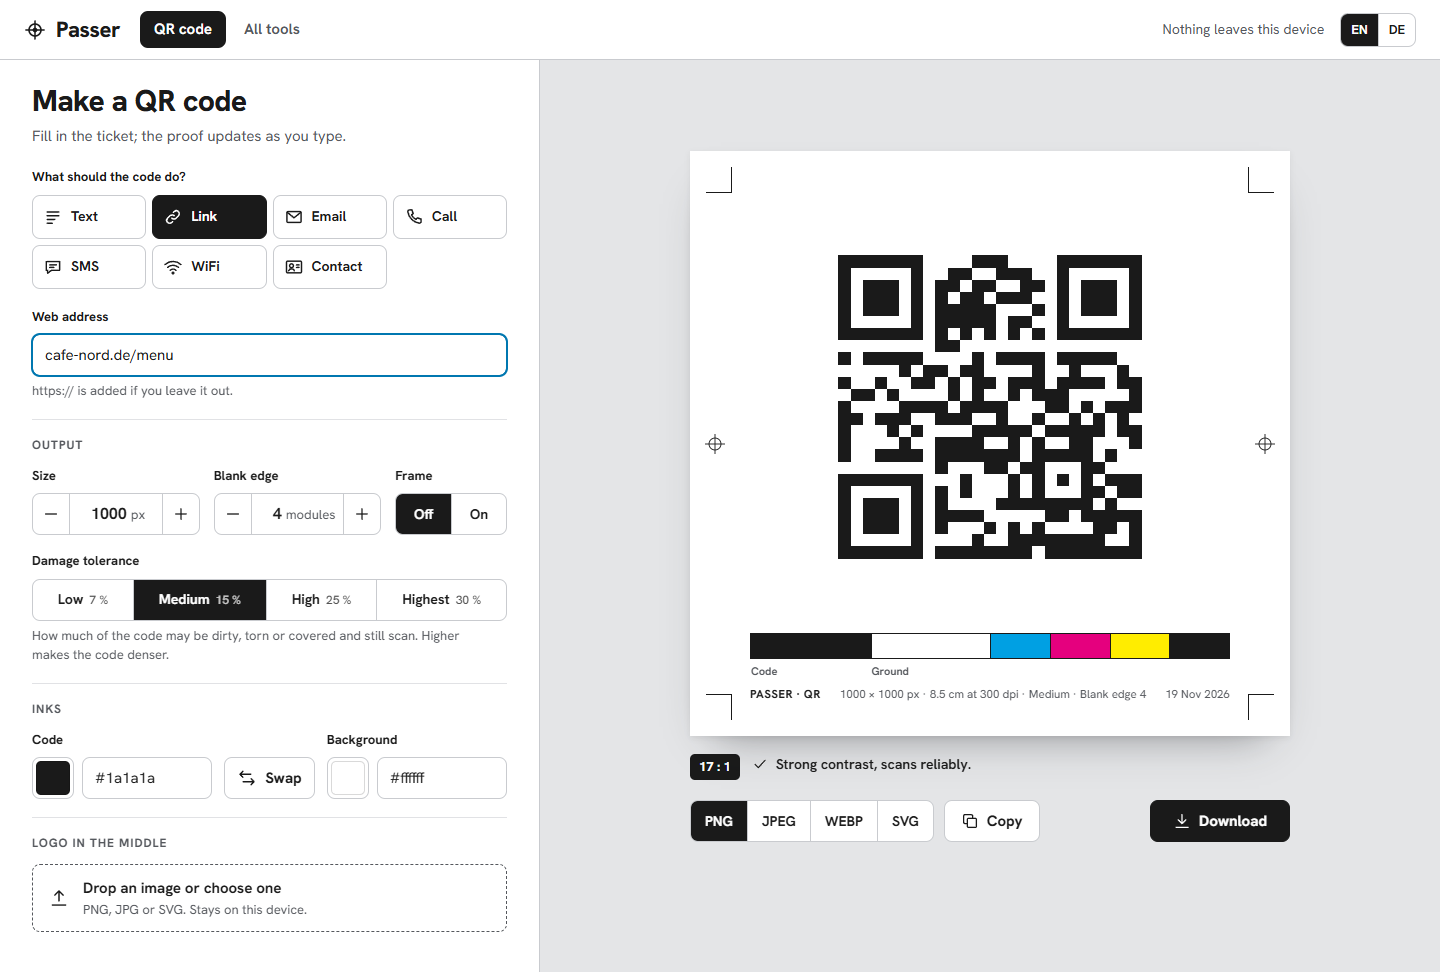 Passer
QR code
All tools
Nothing leaves this device
EN
DE
Make a QR code
Fill in the ticket; the proof updates as you type.
What should the code do?
Text
Link
Email
Call
SMS
WiFi
Contact
Web address
cafe-nord.de/menu
https:// is added if you leave it out.
OUTPUT
Size
Blank edge
Frame
1000 px
4 modules
Off
On
Damage tolerance
Low 7 %
Medium 15 %
High 25 %
Highest 30 %
How much of the code may be dirty, torn or covered and still scan. Higher
makes the code denser.
INKS
Code
Background
#1a1a1a
Swap
#ffffff
LOGO IN THE MIDDLE
Drop an image or choose one
PNG, JPG or SVG. Stays on this device.
Code
Ground
PASSER · QR
1000 × 1000 px · 8.5 cm at 300 dpi · Medium · Blank edge 4
19 Nov 2026
17 : 1
Strong contrast, scans reliably.
PNG
JPEG
WEBP
SVG
Copy
Download